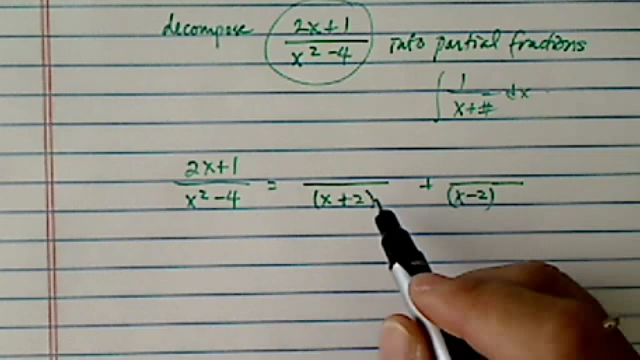 decompose (2x+1)/(x² -4) into partial fractions
∫ 1/(x+#) dx
(2x+1)/(x² -4) = /(x+2) + /(x-2)